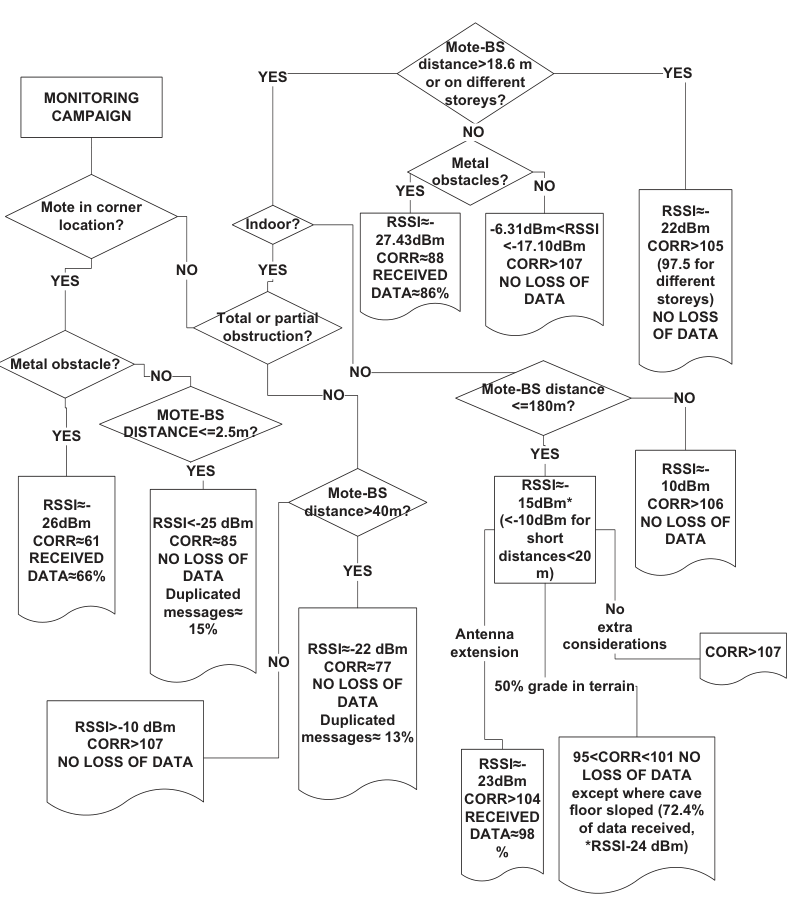 MONITORING
CAMPAIGN
Mote in corner
location?
YES
NO
Metal obstacle?
NO
YES
MOTE-BS
DISTANCE<=2.5m?
YES
RSSI≈-
26dBm
CORR≈61
RECEIVED
DATA≈66%
RSSI<-25 dBm
CORR≈85
NO LOSS OF
DATA
Duplicated
messages≈
15%
Mote-BS
distance>18.6 m
or on different
storeys?
YES
YES
NO
Metal
obstacles?
YES
NO
RSSI≈-
27.43dBm
CORR≈88
RECEIVED
DATA≈86%
-6.31dBm<RSSI
<-17.10dBm
CORR>107
NO LOSS OF
DATA
RSSI≈-
22dBm
CORR>105
(97.5 for
different
storeys)
NO LOSS
OF DATA
Indoor?
YES
NO
Total or partial
obstruction?
NO
Mote-BS
distance>40m?
YES
NO
RSSI≈-22 dBm
CORR≈77
NO LOSS OF
DATA
Duplicated
messages≈ 13%
RSSI>-10 dBm
CORR>107
NO LOSS OF DATA
Mote-BS distance
<=180m?
NO
YES
RSSI≈-
10dBm
CORR>106
NO LOSS OF
DATA
RSSI≈-
15dBm*
(<-10dBm for
short
distances<20
m)
Antenna
extension
No
extra
considerations
50% grade in terrain
CORR>107
RSSI≈-
23dBm
CORR>104
RECEIVED
DATA≈98
%
95<CORR<101 NO
LOSS OF DATA
except where cave
floor sloped (72.4%
of data received,
*RSSI-24 dBm)